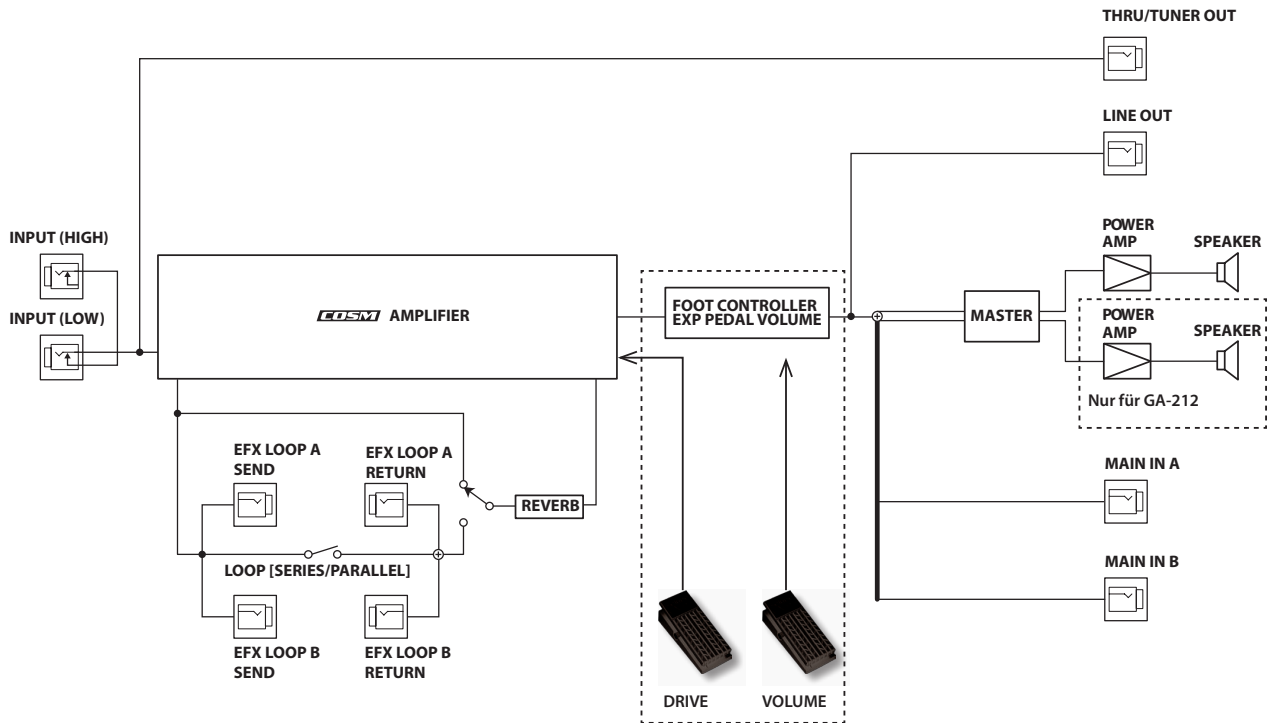 THRU/TUNER OUT
LINE OUT
INPUT (HIGH)
INPUT (LOW)
COSM AMPLIFIER
FOOT CONTROLLER
EXP PEDAL VOLUME
MASTER
POWER
AMP
SPEAKER
POWER
AMP
SPEAKER
Nur für GA-212
EFX LOOP A
SEND
EFX LOOP A
RETURN
REVERB
LOOP [SERIES/PARALLEL]
EFX LOOP B
SEND
EFX LOOP B
RETURN
MAIN IN A
MAIN IN B
DRIVE
VOLUME